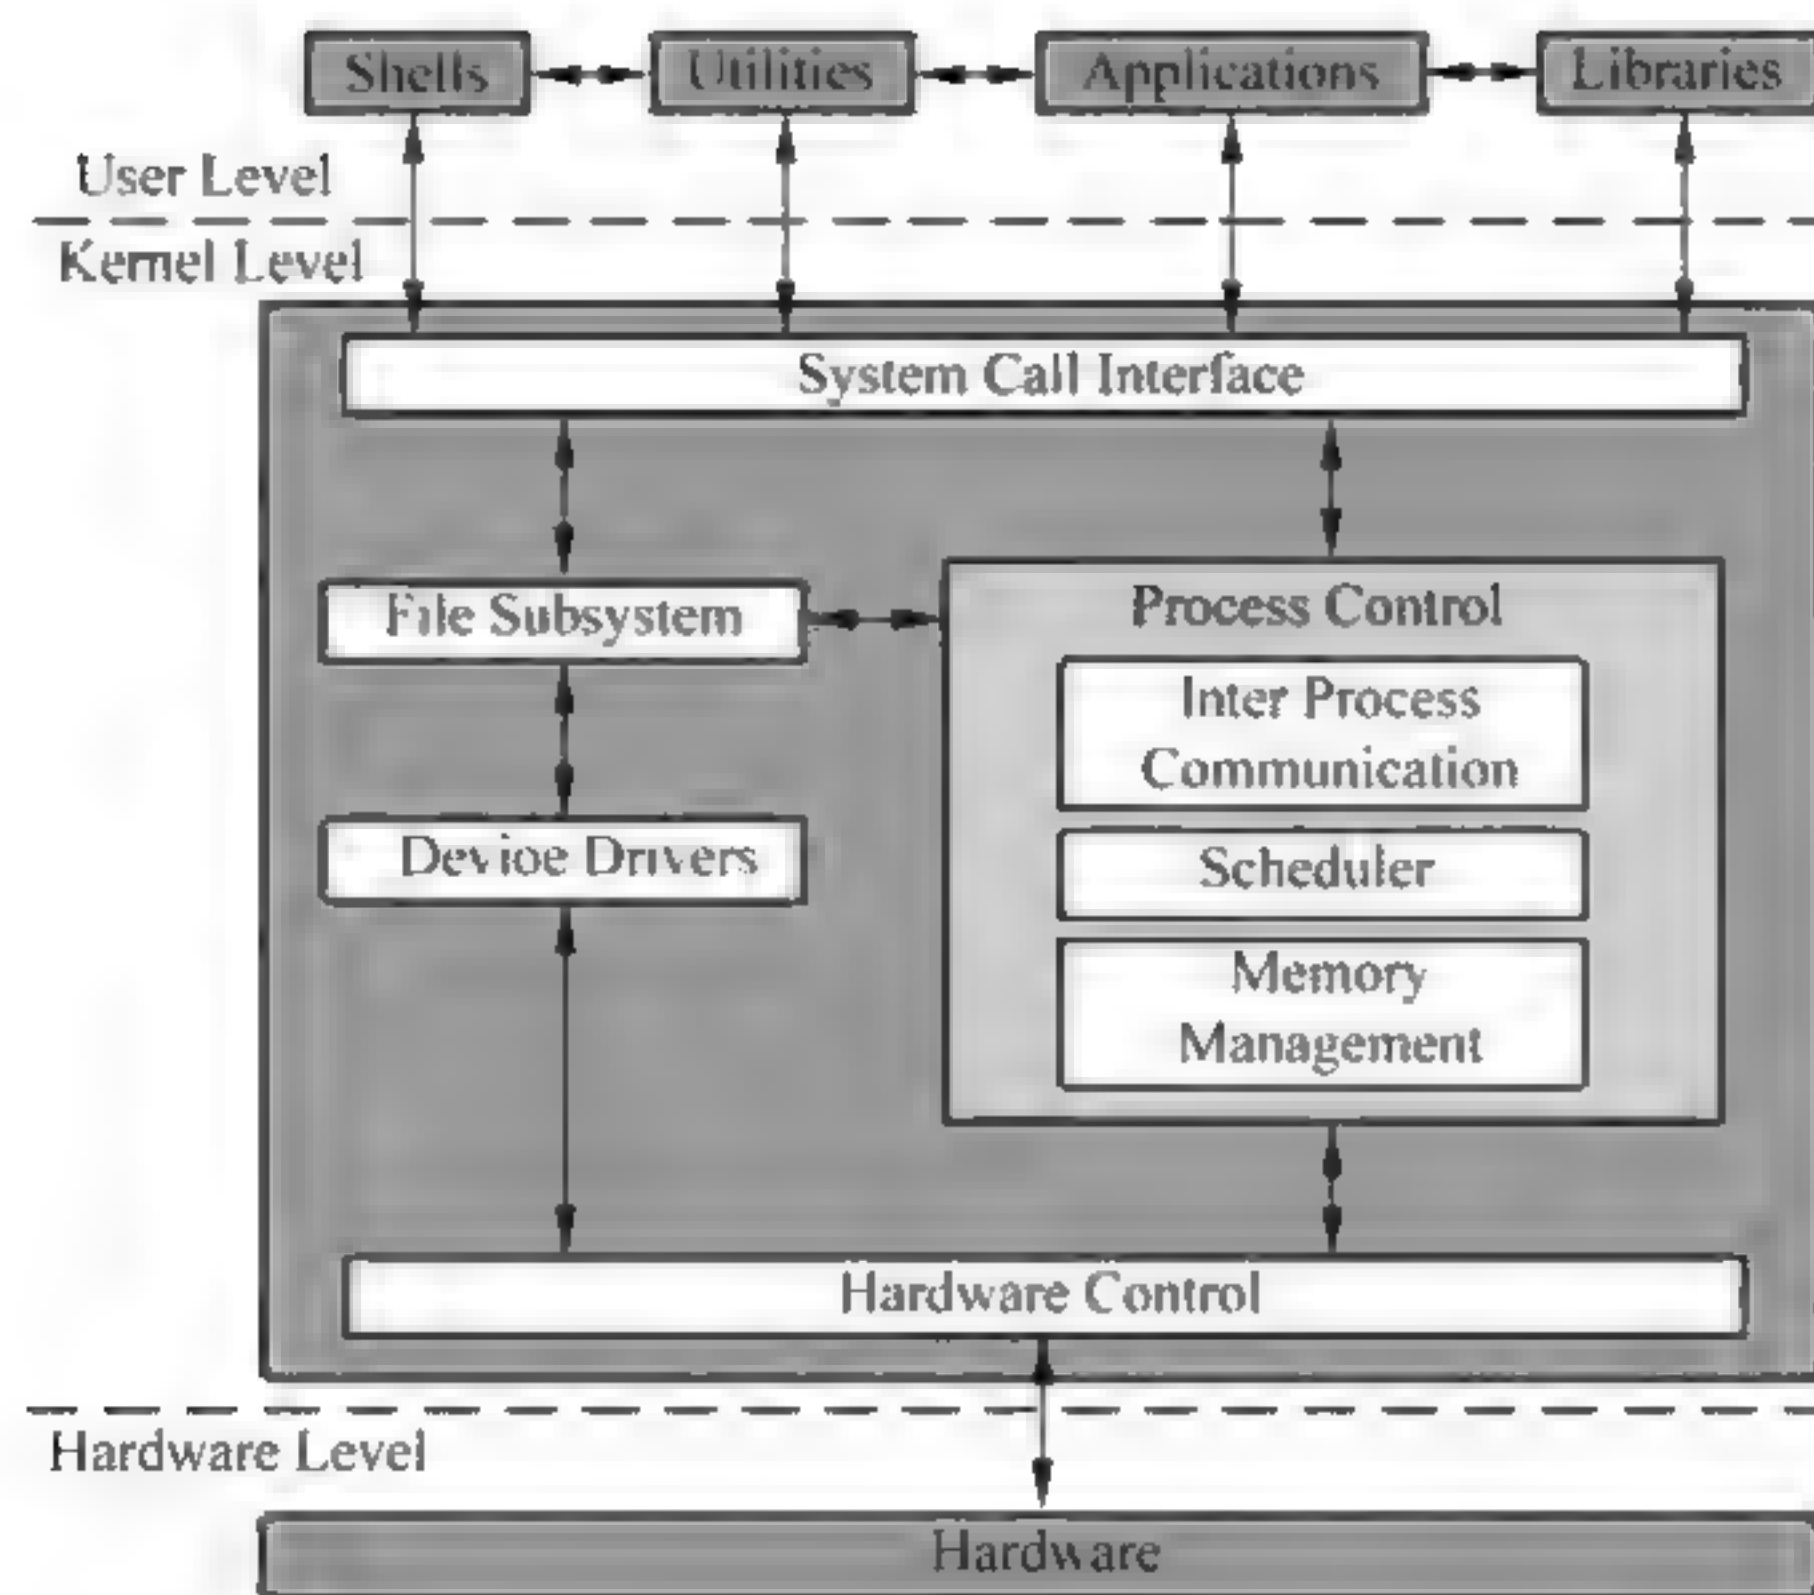 Shells Utilities Applications Libraries
User Level
Kernel Level
System Call Interface
File Subsystem
Process Control
Inter Process
Communication
Device Drivers
Scheduler
Memory
Management
Hardware Control
Hardware Level
Hardware